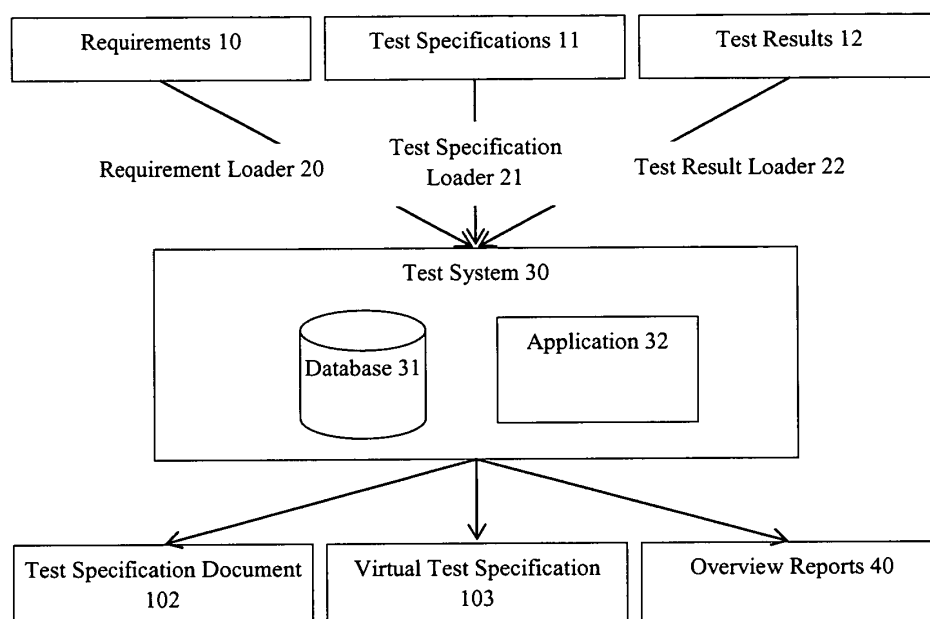 Requirements 10
Test Specifications 11
Test Results 12
Requirement Loader 20
Test Specification
Loader 21
Test Result Loader 22
Test System 30
Database 31
Application 32
Test Specification Document
102
Virtual Test Specification
103
Overview Reports 40